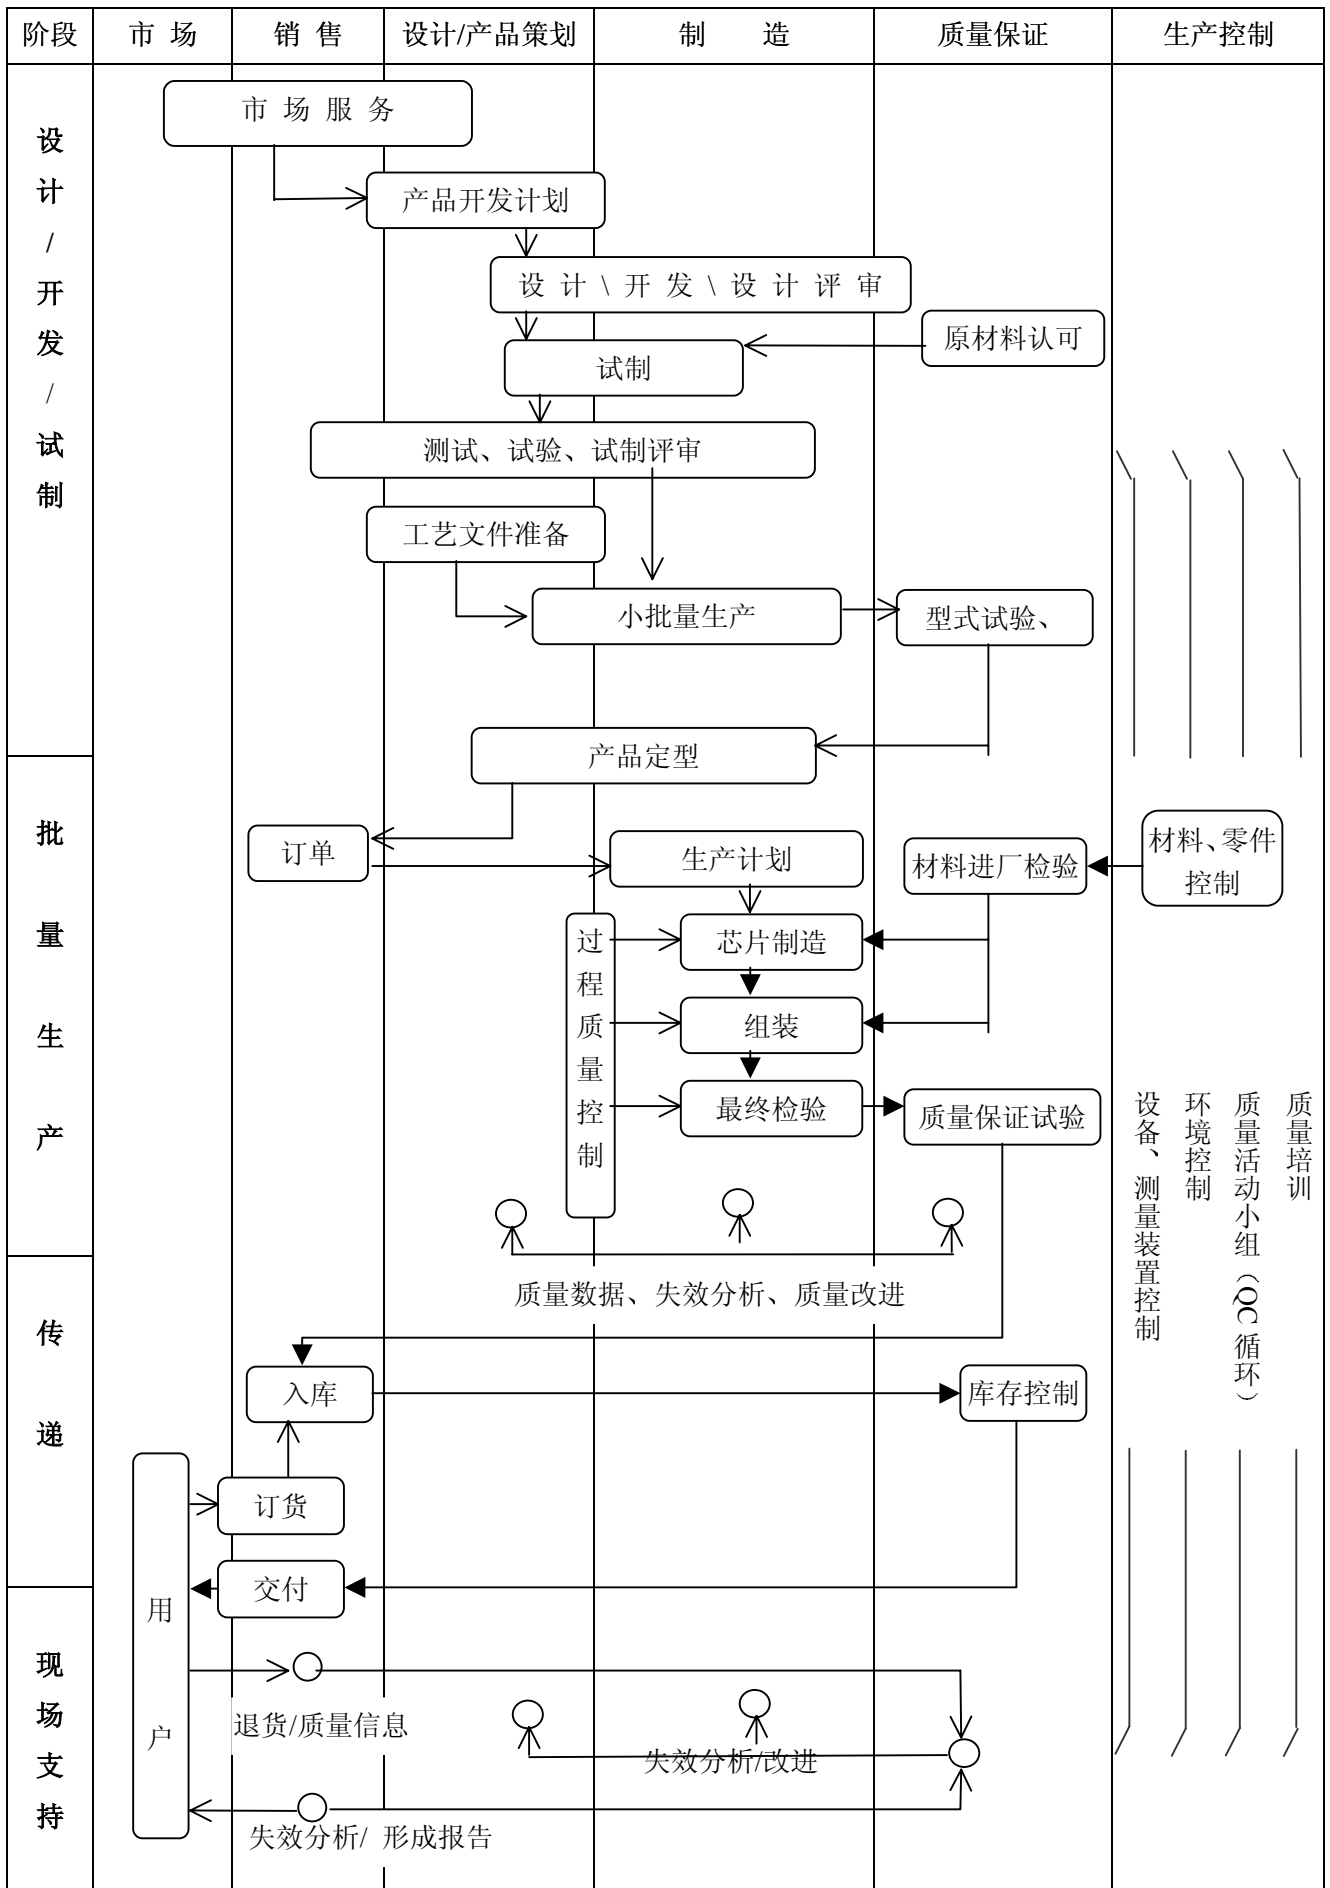 阶段 市 场 销 售 设计/产品策划 制 造 质量保证 生产控制
设计/开发/试制
市 场 服 务
产品开发计划
设 计 \ 开 发 \ 设 计 评 审
原材料认可
试制
测试、试验、试制评审
工艺文件准备
小批量生产
型式试验、
产品定型
批量生产
订单
生产计划
材料进厂检验
材料、零件
控制
过程质量控制
芯片制造
组装
最终检验
质量保证试验
设备、测量装置控制
环境控制
质量活动小组（QC 循环）
质量培训
质量数据、失效分析、质量改进
传递
入库
库存控制
订货
交付
用户
现场支持
退货/质量信息
失效分析/改进
失效分析/ 形成报告